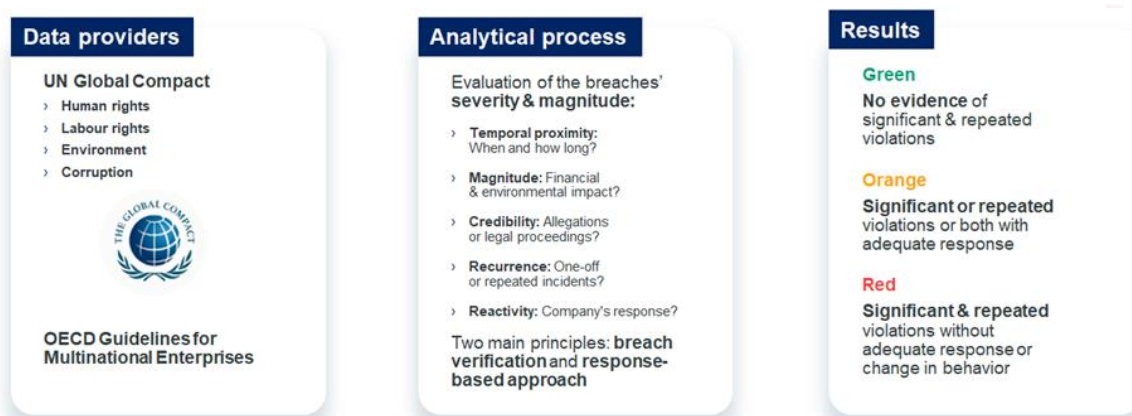 Data providers
UN Global Compact
› Human rights
› Labour rights
› Environment
› Corruption
THE GLOBAL COMPACT
OECD Guidelines for
Multinational Enterprises
Analytical process
Evaluation of the breaches'
severity & magnitude:
› Temporal proximity:
When and how long?
› Magnitude: Financial
& environmental impact?
› Credibility: Allegations
or legal proceedings?
› Recurrence: One-off
or repeated incidents?
› Reactivity: Company's response?
Two main principles: breach
verification and response-
based approach
Results
Green
No evidence of
significant & repeated
violations
Orange
Significant or repeated
violations or both with
adequate response
Red
Significant & repeated
violations without
adequate response or
change in behavior